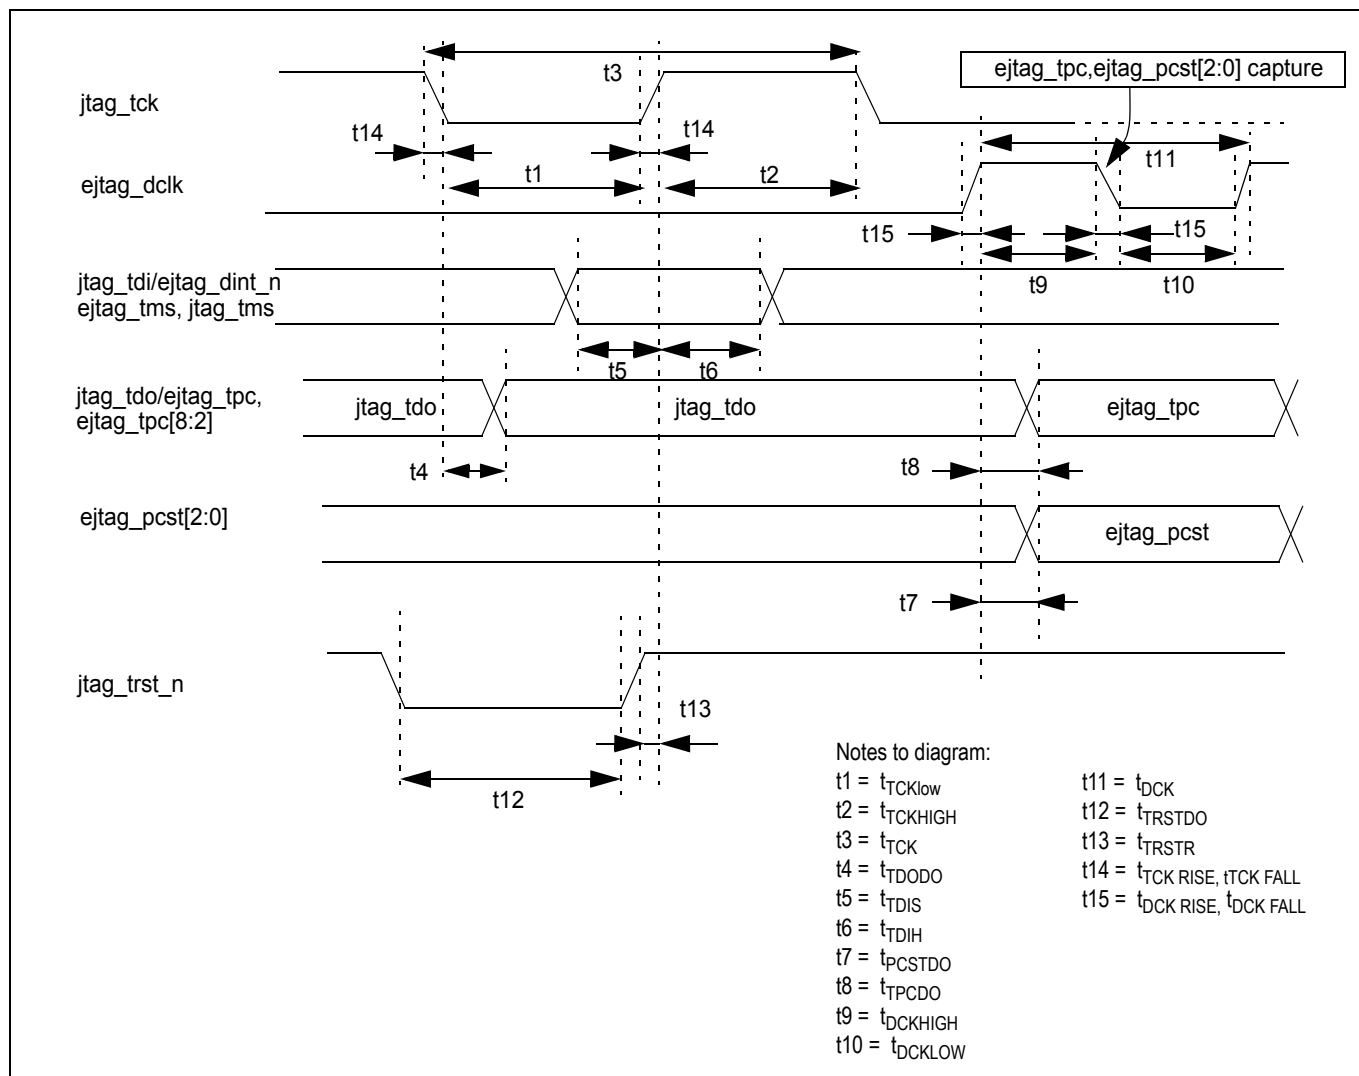 ejtag_tpc,ejtag_pcst[2:0] capture
t3
jtag_tck
t14
t14
t11
t1
t2
ejtag_dclk
t15
t15
t9
t10
jtag_tdi/ejtag_dint_n
ejtag_tms, jtag_tms
t5
t6
jtag_tdo/ejtag_tpc,
ejtag_tpc[8:2]
jtag_tdo
jtag_tdo
ejtag_tpc
t4
t8
ejtag_pcst[2:0]
ejtag_pcst
t7
jtag_trst_n
t13
t12
Notes to diagram:
t1 = tTCKlow
t2 = tTCKHIGH
t3 = tTCK
t4 = tTDODO
t5 = tTDIS
t6 = tTDIH
t7 = tPCSTDO
t8 = tTPCDO
t9 = tDCKHIGH
t10 = tDCKLOW
t11 = tDCK
t12 = tTRSTDO
t13 = tTRSTR
t14 = tTCK RISE, tTCK FALL
t15 = tDCK RISE, tDCK FALL